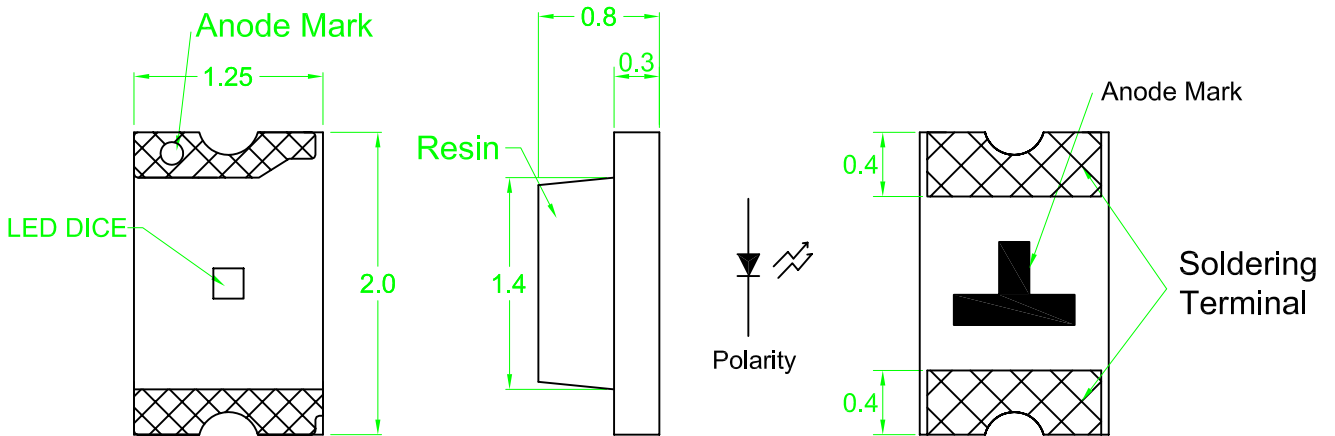 Anode Mark
1.25
LED DICE
2.0
0.8
0.3
Resin
1.4
Polarity
Anode Mark
0.4
Soldering
Terminal
0.4